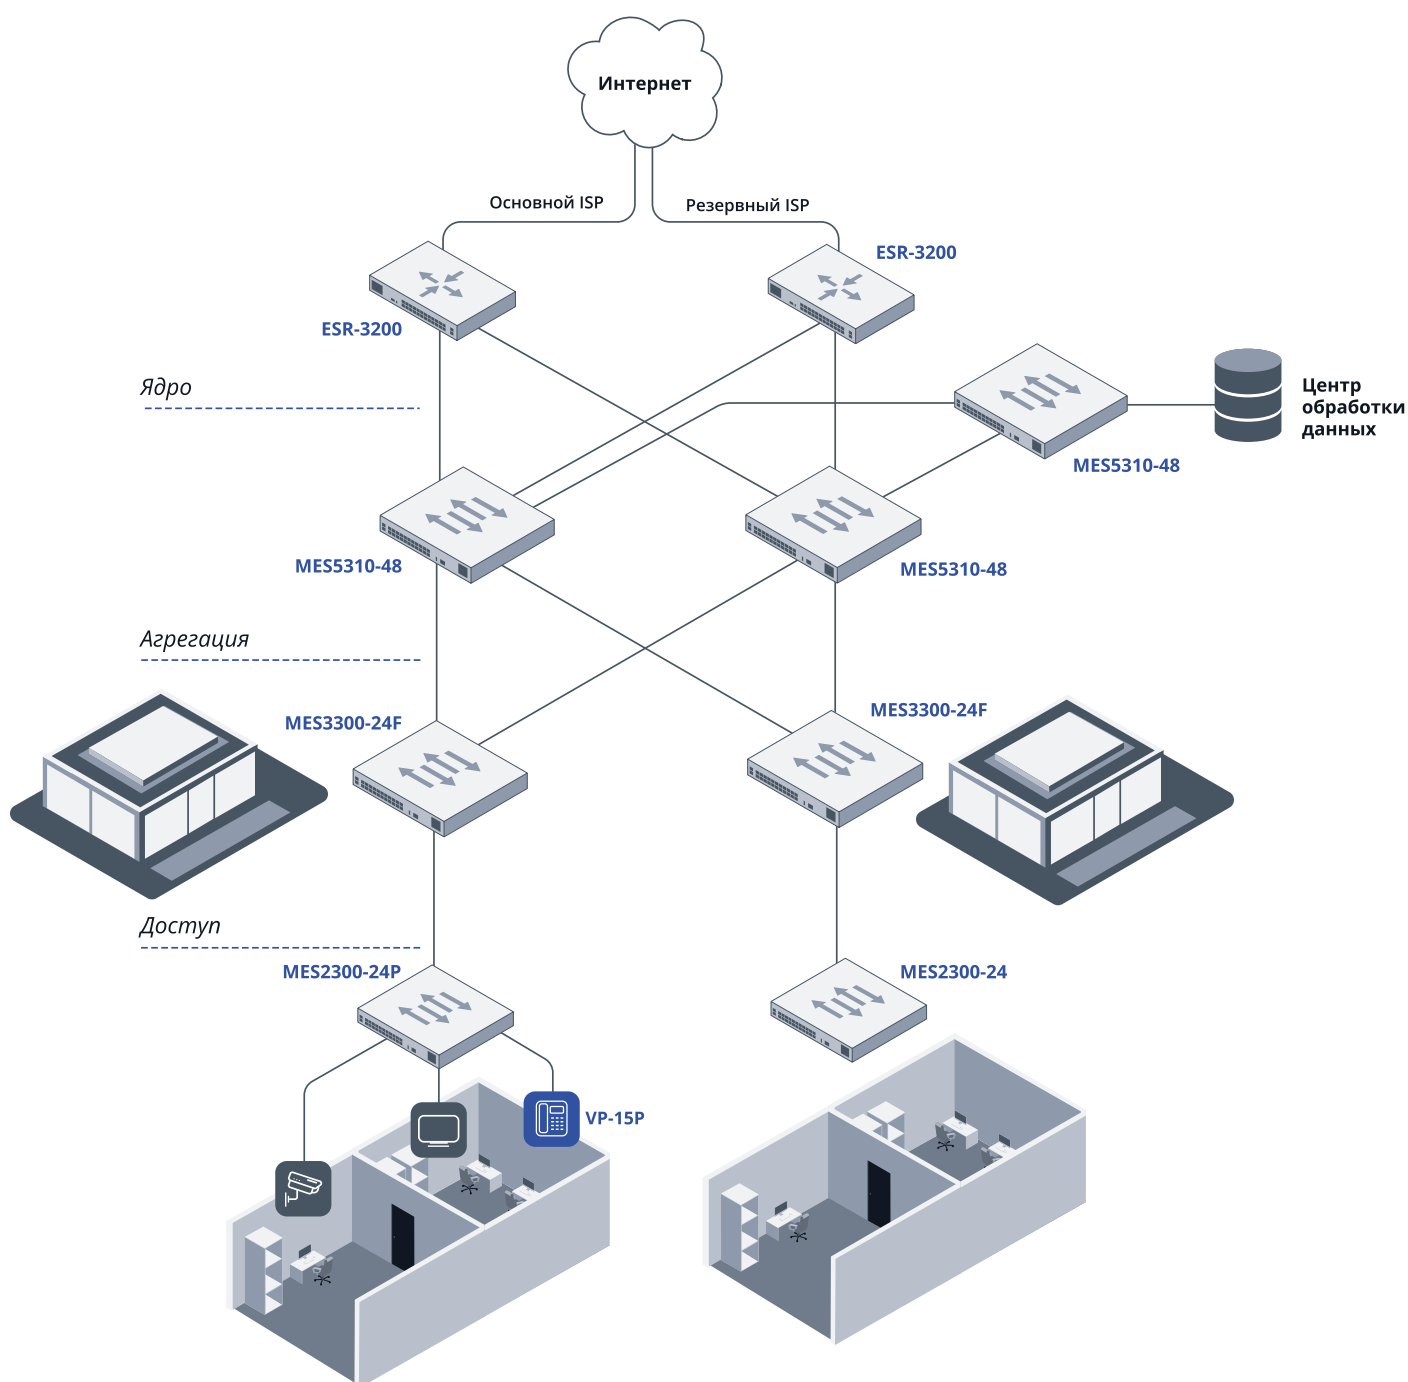 Интернет
Основной ISP
Резервный ISP
ESR-3200
ESR-3200
Ядро
Центр
обработки
данных
MES5310-48
MES5310-48
MES5310-48
Агрегация
MES3300-24F
MES3300-24F
Доступ
MES2300-24P
MES2300-24
VP-15P